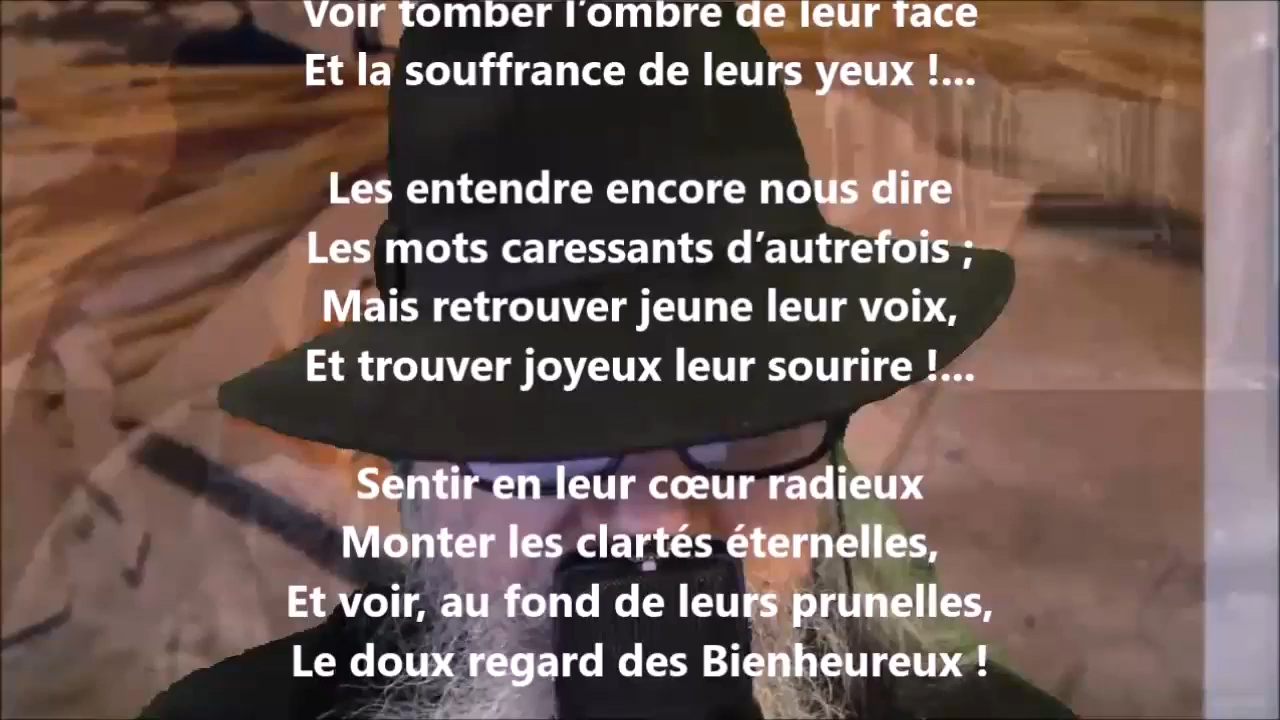 Voir tomber l’ombre de leur face
Et la souffrance de leurs yeux !...
Les entendre encore nous dire
Les mots caressants d’autrefois ;
Mais retrouver jeune leur voix,
Et trouver joyeux leur sourire !...
Sentir en leur cœur radieux
Monter les clartés éternelles,
Et voir, au fond de leurs prunelles,
Le doux regard des Bienheureux !